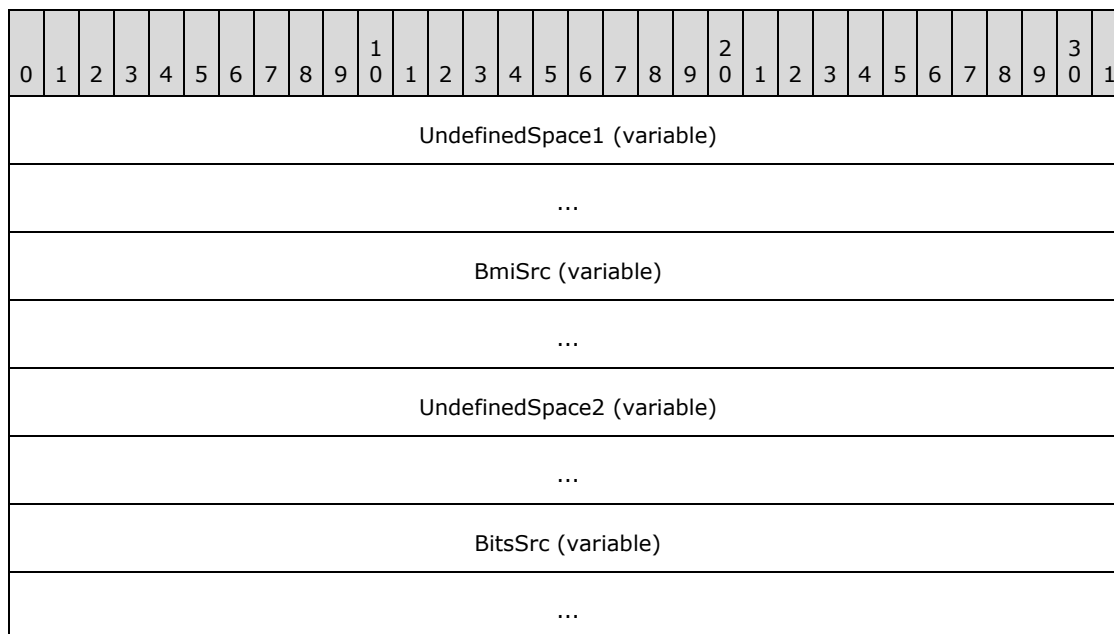 1 2 3
0 1 2 3 4 5 6 7 8 9 0 1 2 3 4 5 6 7 8 9 0 1 2 3 4 5 6 7 8 9 0 1
UndefinedSpace1 (variable)
...
BmiSrc (variable)
...
UndefinedSpace2 (variable)
...
BitsSrc (variable)
...